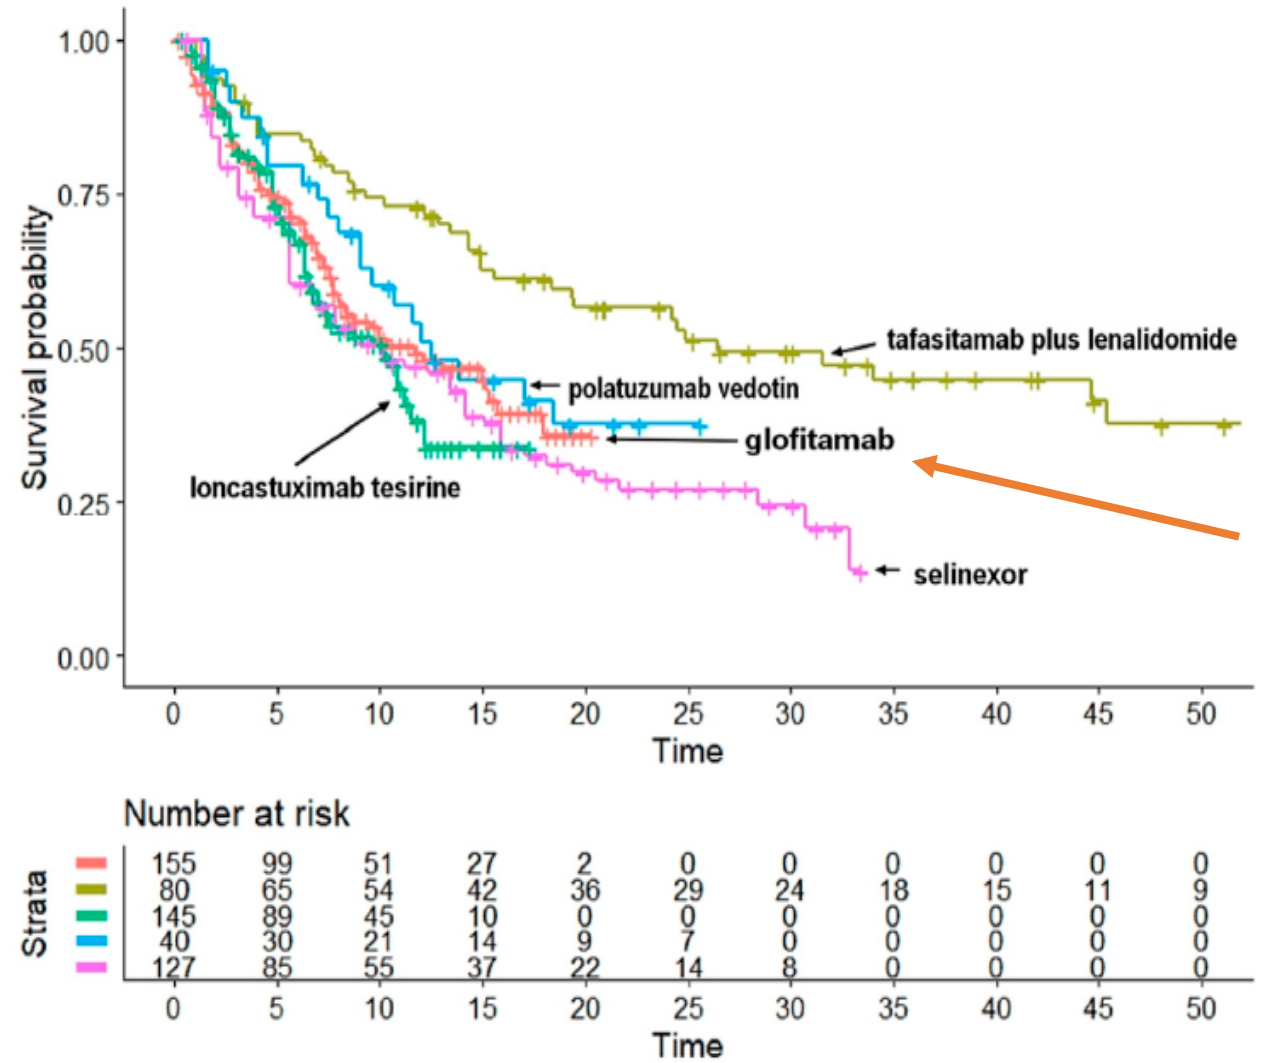 Survival probability
1.00
0.75
0.50
0.25
0.00
tafasitamab plus lenalidomide
polatuzumab vedotin
glofitamab
loncastuximab tesirine
selinexor
0 5 10 15 20 25 30 35 40 45 50
Time
Number at risk
Strata
155 99 51 27 2 0 0 0 0 0 0
80 65 54 42 36 29 24 18 15 11 9
145 89 45 10 0 0 0 0 0 0 0
40 30 21 14 9 7 0 0 0 0 0
127 85 55 37 22 14 8 0 0 0 0
0 5 10 15 20 25 30 35 40 45 50
Time